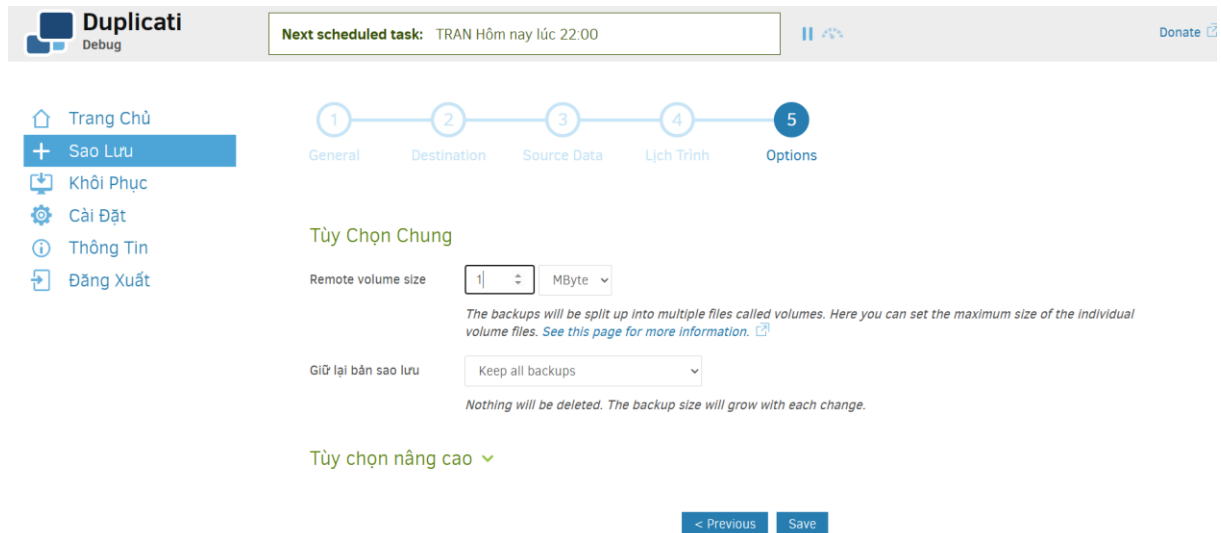 Duplicati
Debug
Next scheduled task: TRAN Hôm nay lúc 22:00
Donate
Trang Chủ
Sao Lưu
Khôi Phục
Cài Đặt
Thông Tin
Đăng Xuất
1 2 3 4 5
General Destination Source Data Lịch Trình Options
Tùy Chọn Chung
Remote volume size 1 MByte
The backups will be split up into multiple files called volumes. Here you can set the maximum size of the individual
volume files. See this page for more information.
Giữ lại bản sao lưu Keep all backups
Nothing will be deleted. The backup size will grow with each change.
Tùy chọn nâng cao
< Previous Save